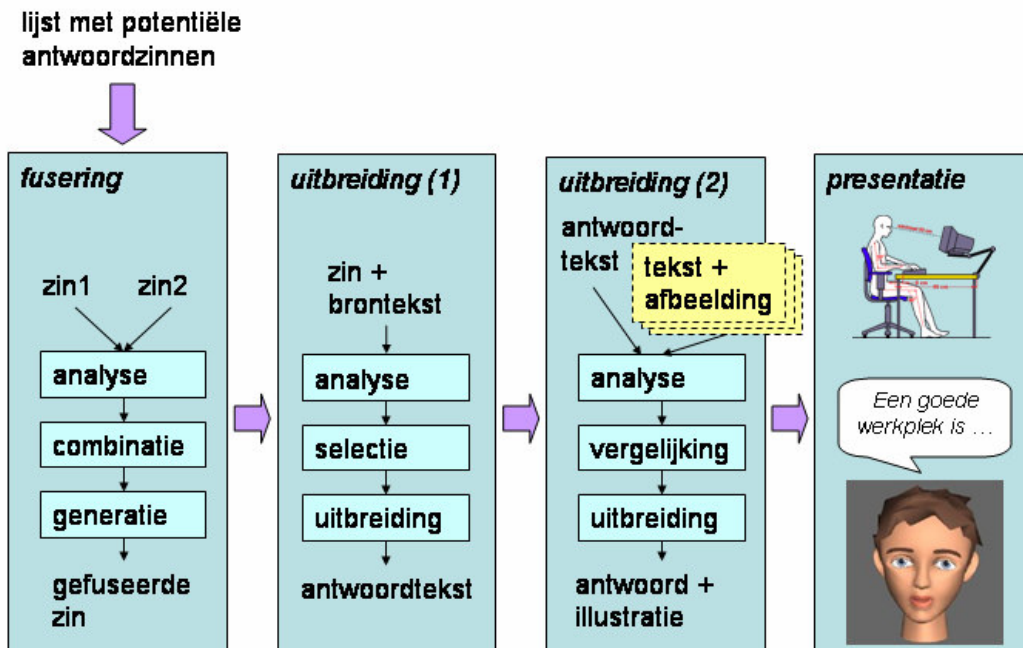 lijst met potentiële
antwoordzinnen
fusering
zin1
zin2
analyse
combinatie
generatie
gefuseerde
zin
uitbreiding (1)
zin +
brontekst
analyse
selectie
uitbreiding
antwoordtekst
uitbreiding (2)
antwoord-
tekst
tekst +
afbeelding
analyse
vergelijking
uitbreiding
antwoord +
illustratie
presentatie
Een goede
werkplek is ...